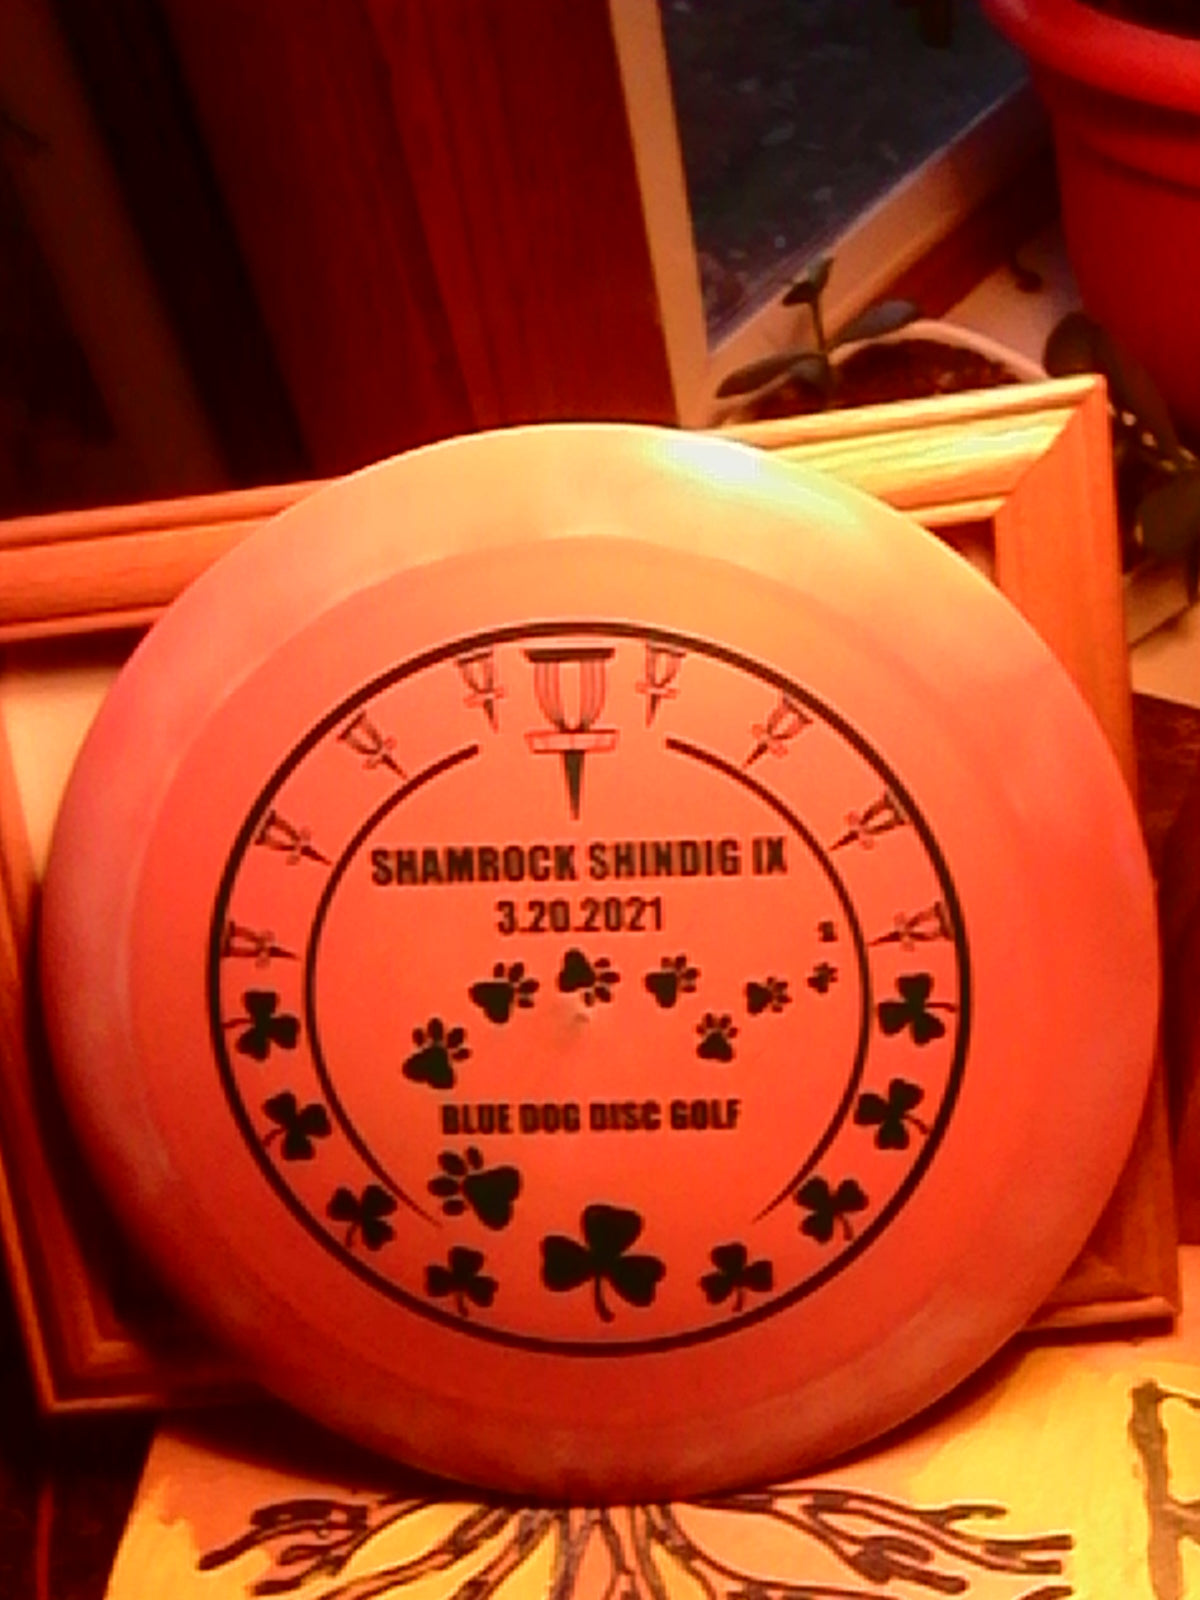 SHAMROCK SHINDIG IX
3.20.2021
BLUE DOG DISC GOLF